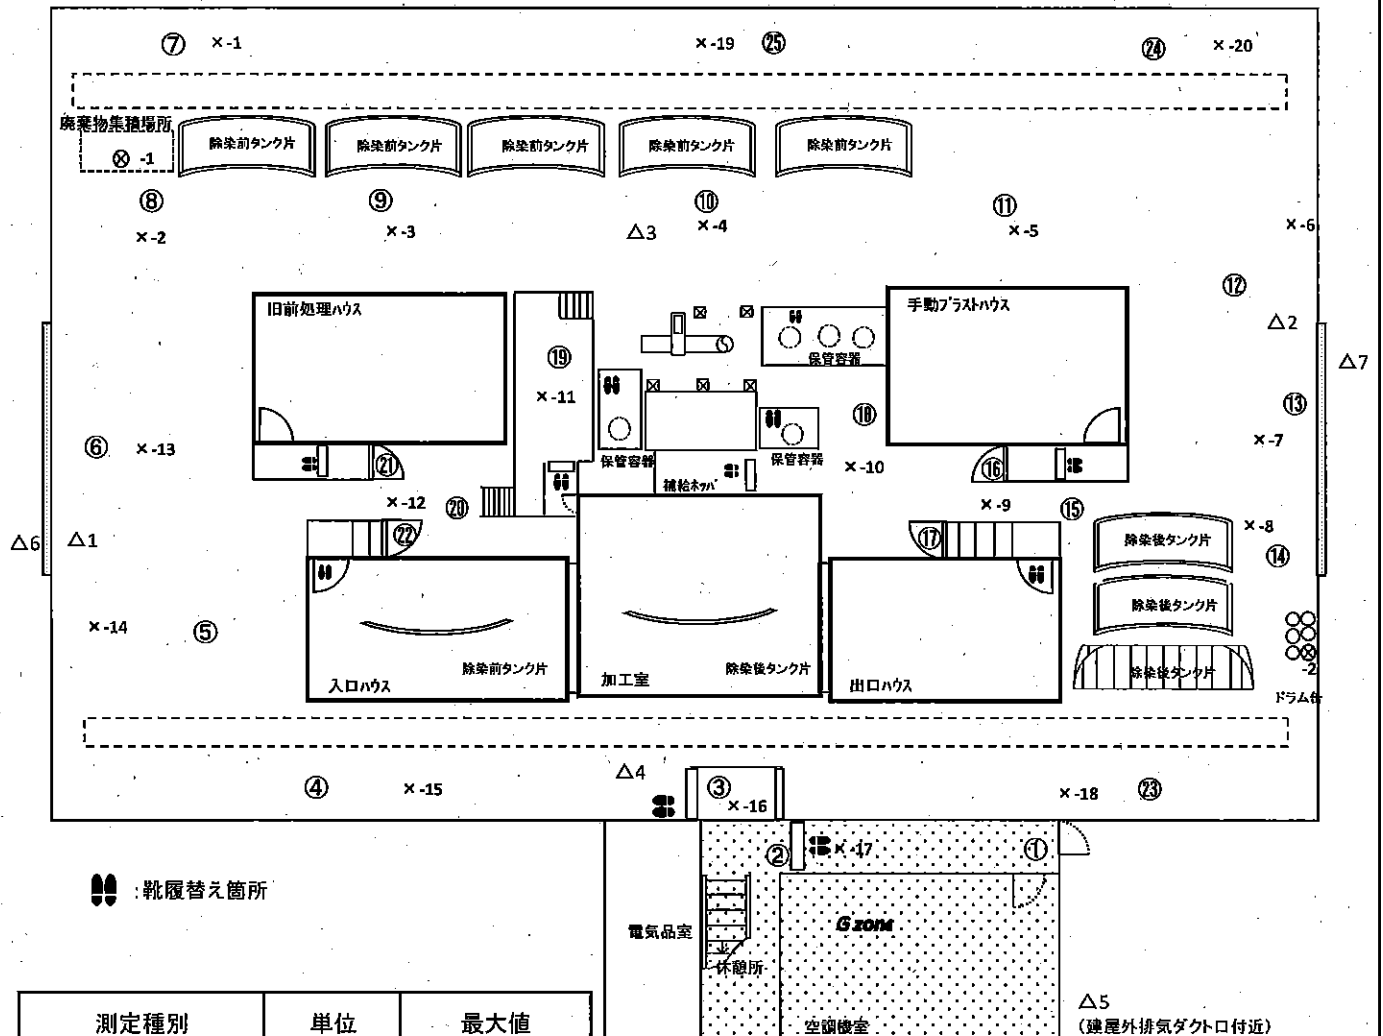 ⑦ ×-1 ×-19 ㉕ ㉔ ×-20
廃棄物集積場所
⊗ -1
除染前タンク片 除染前タンク片 除染前タンク片 除染前タンク片 除染前タンク片
⑧ ⑨ ⑩ ⑪
×-2 ×-3 △3 ×-4 ×-5 ×-6
⑫
旧前処理ハウス
手動ブラストハウス
△2
保管容器
⑲
△7
×-11
⑬
⑱
⑥ ×-13
×-7
㉑
保管容器
保管容器
×-10
⑯
補給ホッパ
×-12 ⑳
×-9 ⑮
△6 △1
㉒
⑰
除染後タンク片
×-8
⑭
×-14 ⑤
除染後タンク片
除染前タンク片
除染後タンク片
除染後タンク片
-2
入口ハウス
加工室
出口ハウス
ドラム缶
④ ×-15 △4 ③ ×-16 ×-18 ㉓
② ×-17 ①
:靴履替え箇所
電気品室
G zone
休憩所
測定種別 単位 最大値
空調機室
△5
(建屋外排気ダクト口付近)